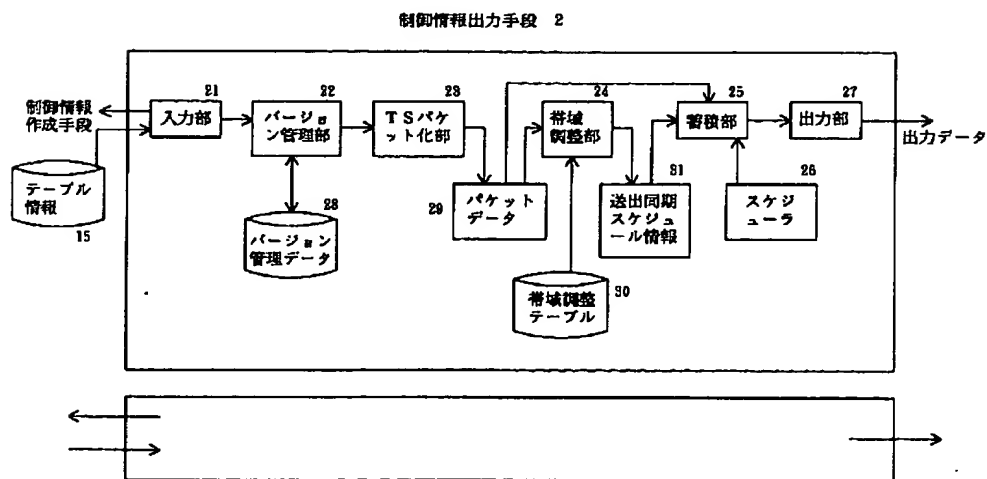 制御情報出力手段 2
制御情報
作成手段
テーブル
情報
15
21
入力部
22
バージョ
ン管理部
23
TSパケ
ット化部
24
帯域
調整部
25
蓄積部
27
出力部
出力データ
28
バージョン
管理データ
29
パケット
データ
31
送出同期
スケジュ
ール情報
26
スケジ
ューラ
帯域調整
テーブル
30